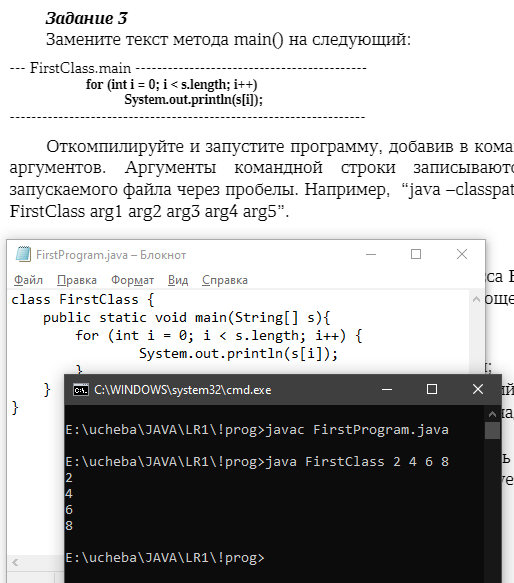 Задание 3
Замените текст метода main() на следующий:
--- FirstClass.main -------------------------------------------
for (int i = 0; i < s.length; i++)
System.out.println(s[i]);
------------------------------------------------------------------
Откомпилируйте и запустите программу, добавив в
аргументов. Аргументы командной строки
запускаемого файла через пробелы. Например, “java
FirstClass arg1 arg2 arg3 arg4 arg5”.
FirstProgram.java – Блокнот
Файл Правка Формат Вид Справка
class FirstClass {
public static void main(String[] s){
for (int i = 0; i < s.length; i++) {
System.out.println(s[i]);
}
}
}
C:\WINDOWS\system32\cmd.exe
E:\ucheba\JAVA\LR1\!prog>javac FirstProgram.java
E:\ucheba\JAVA\LR1\!prog>java FirstClass 2 4 6 8
2
4
6
8
E:\ucheba\JAVA\LR1\!prog>